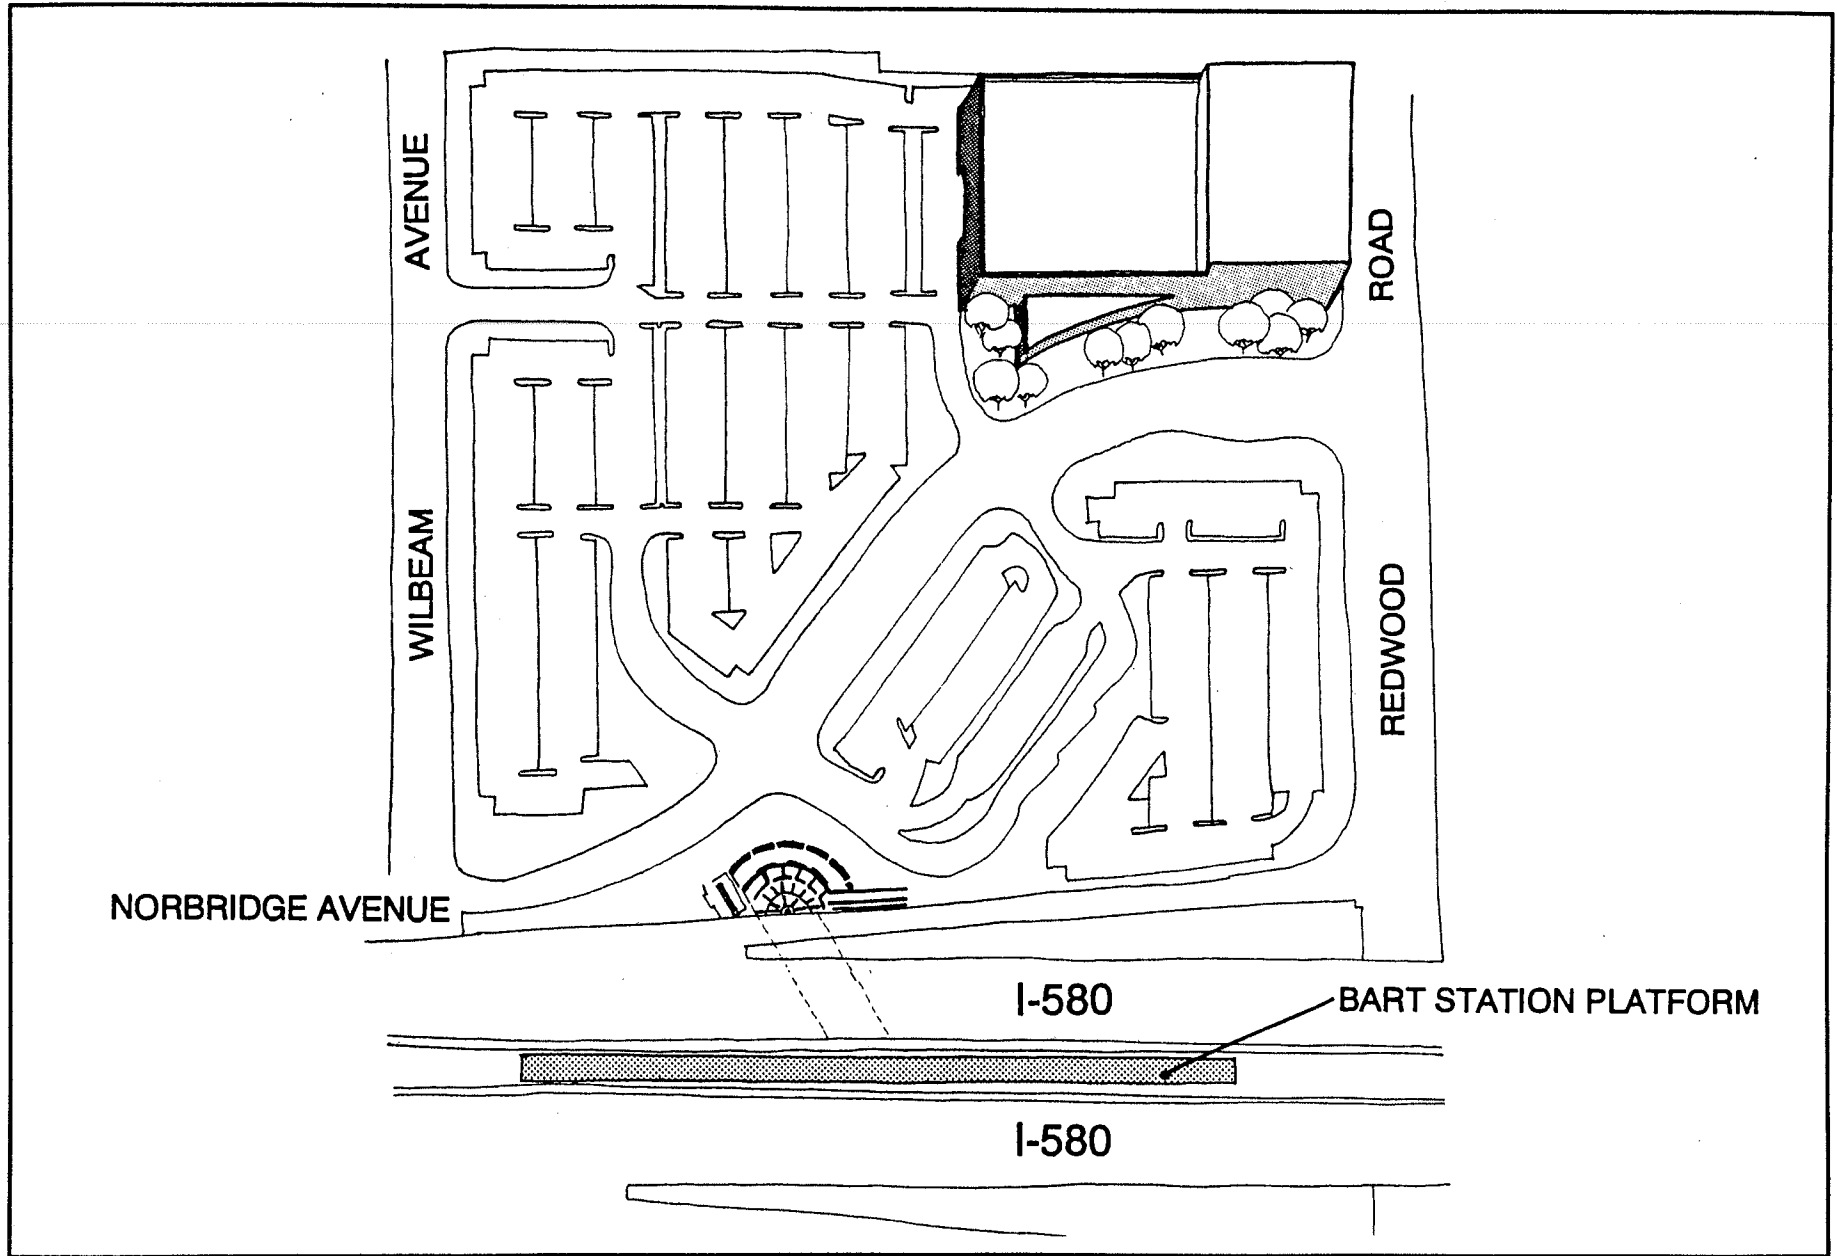 WILBEAM AVENUE
REDWOOD ROAD
NORBRIDGE AVENUE
I-580
BART STATION PLATFORM
I-580